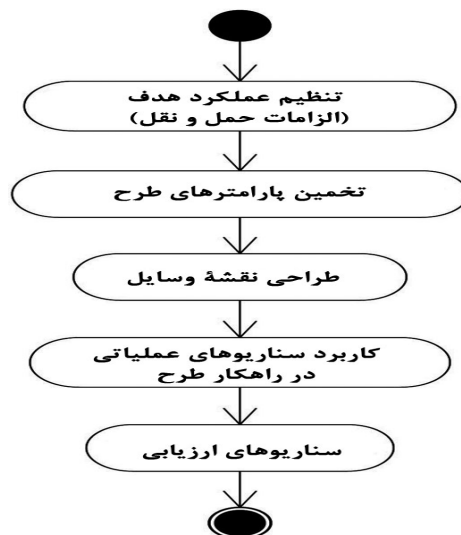 تنظیم عملکرد هدف
(الزامات حمل و نقل)
تخمین پارامترهای طرح
طراحی نقشۀ وسایل
کاربرد سناریوهای عملیاتی
در راهکار طرح
سناریوهای ارزیابی